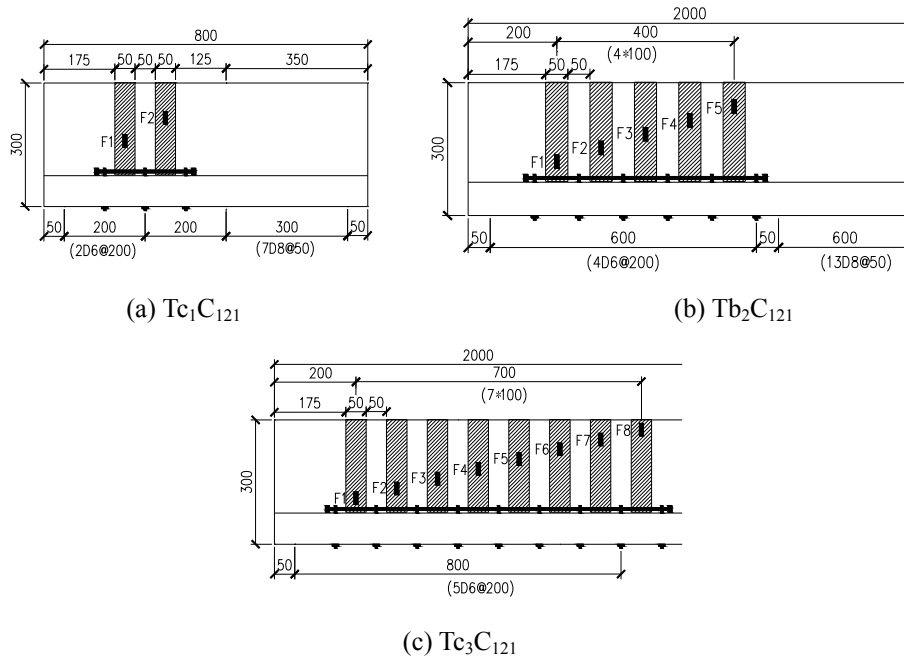 800
175 50 50 50 125 350
300
F1 F2
50 200 200 300 50
(2D6@200) (7D8@50)
(a) Tc₁C₁₂₁
2000
200 400
(4*100)
175 50 50
300
F1 F2 F3 F4 F5
50 600 50 600
(4D6@200) (13D8@50)
(b) Tb₂C₁₂₁
2000
200 700
(7*100)
175 50 50
300
F1 F2 F3 F4 F5 F6 F7 F8
50 800
(5D6@200)
(c) Tc₃C₁₂₁